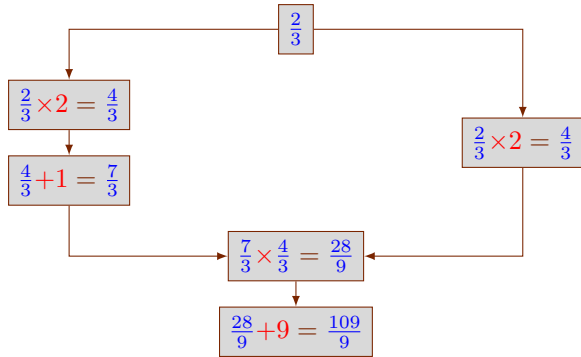 2/3
2/3 ×2 = 4/3
4/3 +1 = 7/3
2/3 ×2 = 4/3
7/3 × 4/3 = 28/9
28/9 +9 = 109/9